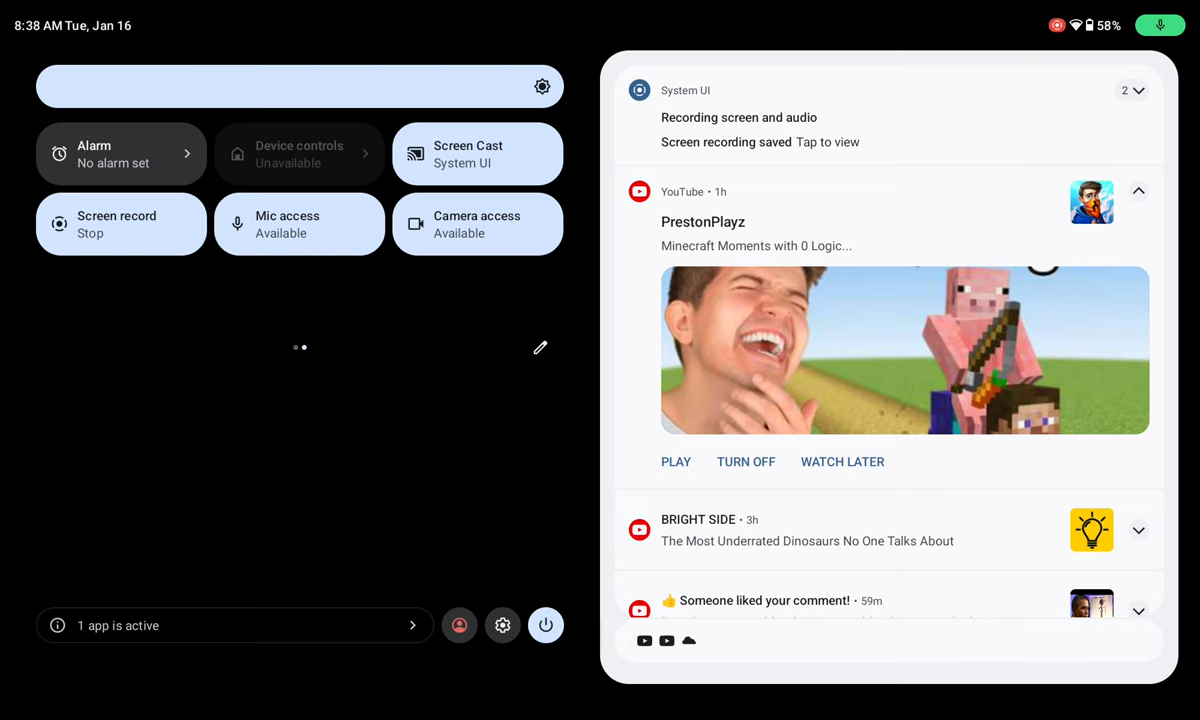 8:38 AM Tue, Jan 16
58%
Alarm
No alarm set
Device controls
Unavailable
Screen Cast
System UI
Screen record
Stop
Mic access
Available
Camera access
Available
1 app is active
System UI
2
Recording screen and audio
Screen recording saved Tap to view
YouTube • 1h
PrestonPlayz
Minecraft Moments with 0 Logic...
PLAY TURN OFF WATCH LATER
BRIGHT SIDE • 3h
The Most Underrated Dinosaurs No One Talks About
👍 Someone liked your comment! • 59m